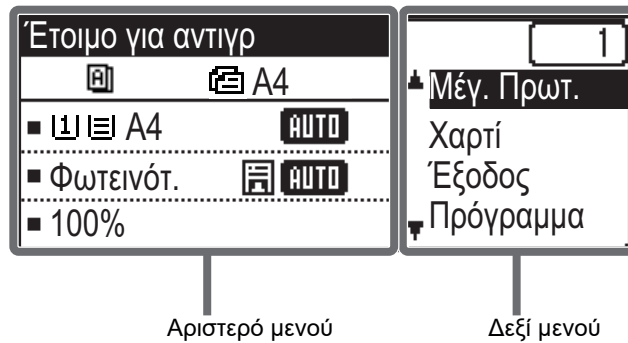 Έτοιμο για αντιγρ
A4
1 A4 AUTO
Φωτεινότ. AUTO
100%
1
Μέγ. Πρωτ.
Χαρτί
Έξοδος
Πρόγραμμα
Αριστερό μενού
Δεξί μενού